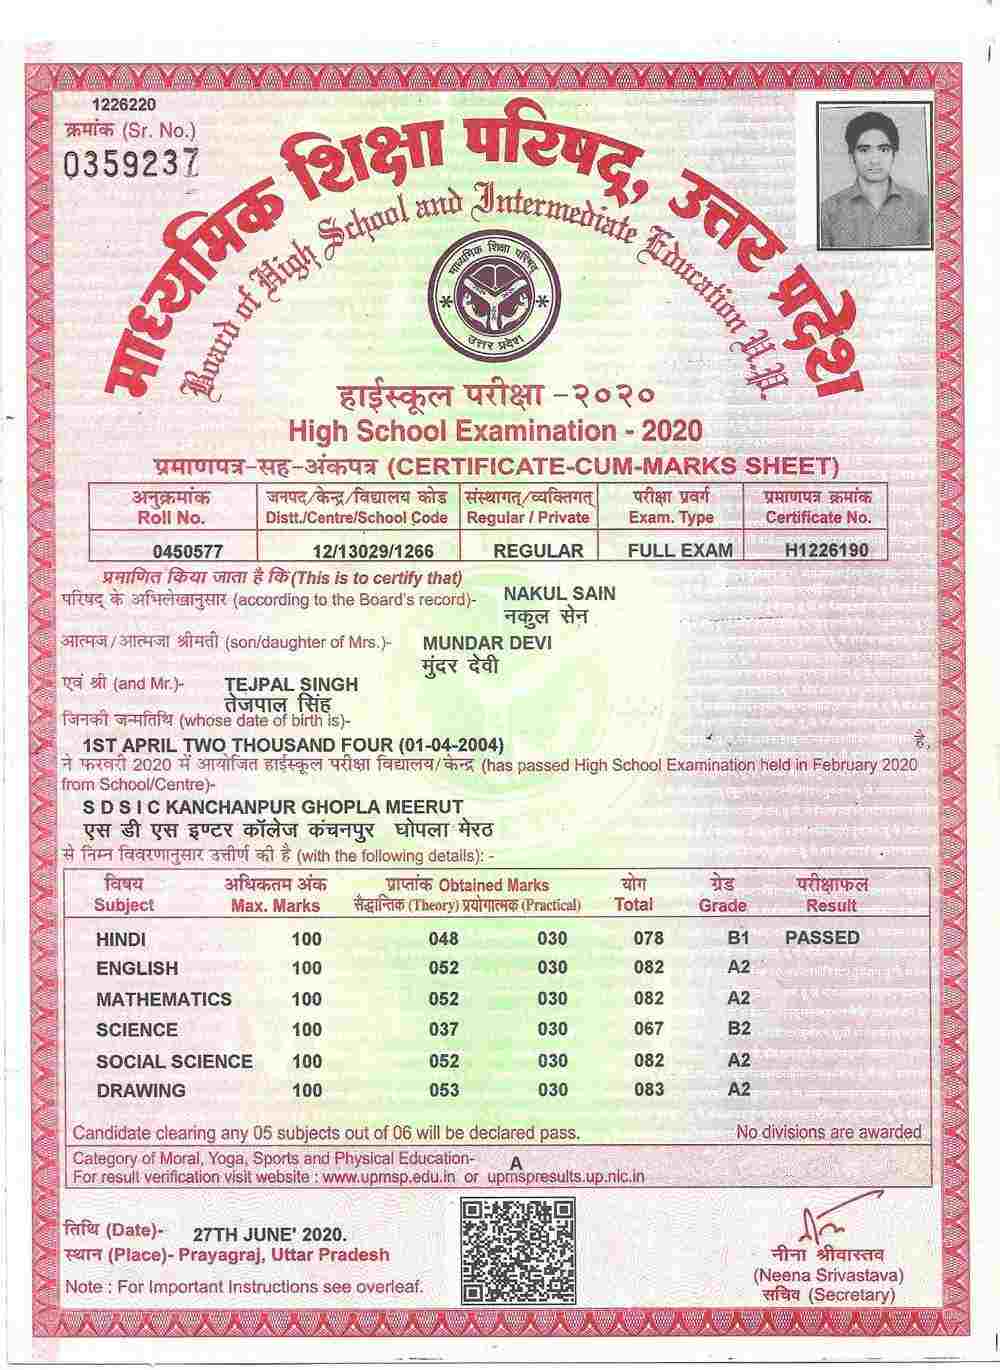 1226220
क्रमांक (Sr. No.)
0359237
माध्यमिक शिक्षा परिषद्, उत्तर प्रदेश
Board of High School and Intermediate Education U.P.
माध्यमिक शिक्षा परिषद्
उत्तर प्रदेश
हाईस्कूल परीक्षा -२०२०
High School Examination - 2020
प्रमाणपत्र-सह-अंकपत्र (CERTIFICATE-CUM-MARKS SHEET)
अनुक्रमांक जनपद/केन्द्र/विद्यालय कोड संस्थागत्/व्यक्तिगत् परीक्षा प्रवर्ग प्रमाणपत्र क्रमांक
Roll No. Distt./Centre/School Code Regular / Private Exam. Type Certificate No.
0450577 12/13029/1266 REGULAR FULL EXAM H1226190
प्रमाणित किया जाता है कि (This is to certify that)
परिषद् के अभिलेखानुसार (according to the Board's record)- NAKUL SAIN
नकुल सेन
आत्मज/आत्मजा श्रीमती (son/daughter of Mrs.)- MUNDAR DEVI
मुंदर देवी
एवं श्री (and Mr.)- TEJPAL SINGH
तेजपाल सिंह
जिनकी जन्मतिथि (whose date of birth is)-
1ST APRIL TWO THOUSAND FOUR (01-04-2004) है,
ने फरवरी 2020 में आयोजित हाईस्कूल परीक्षा विद्यालय/केन्द्र (has passed High School Examination held in February 2020
from School/Centre)-
S D S I C KANCHANPUR GHOPLA MEERUT
एस डी एस इण्टर कॉलेज कंचनपुर घोपला मेरठ
से निम्न विवरणानुसार उत्तीर्ण की है (with the following details): -
विषय अधिकतम अंक प्राप्तांक Obtained Marks योग ग्रेड परीक्षाफल
Subject Max. Marks सैद्धान्तिक (Theory) प्रयोगात्मक (Practical) Total Grade Result
HINDI 100 048 030 078 B1 PASSED
ENGLISH 100 052 030 082 A2
MATHEMATICS 100 052 030 082 A2
SCIENCE 100 037 030 067 B2
SOCIAL SCIENCE 100 052 030 082 A2
DRAWING 100 053 030 083 A2
Candidate clearing any 05 subjects out of 06 will be declared pass. No divisions are awarded
Category of Moral, Yoga, Sports and Physical Education- A
For result verification visit website : www.upmsp.edu.in or upmspresults.up.nic.in
तिथि (Date)- 27TH JUNE' 2020.
स्थान (Place)- Prayagraj, Uttar Pradesh
Note : For Important Instructions see overleaf.
नीना श्रीवास्तव
(Neena Srivastava)
सचिव (Secretary)